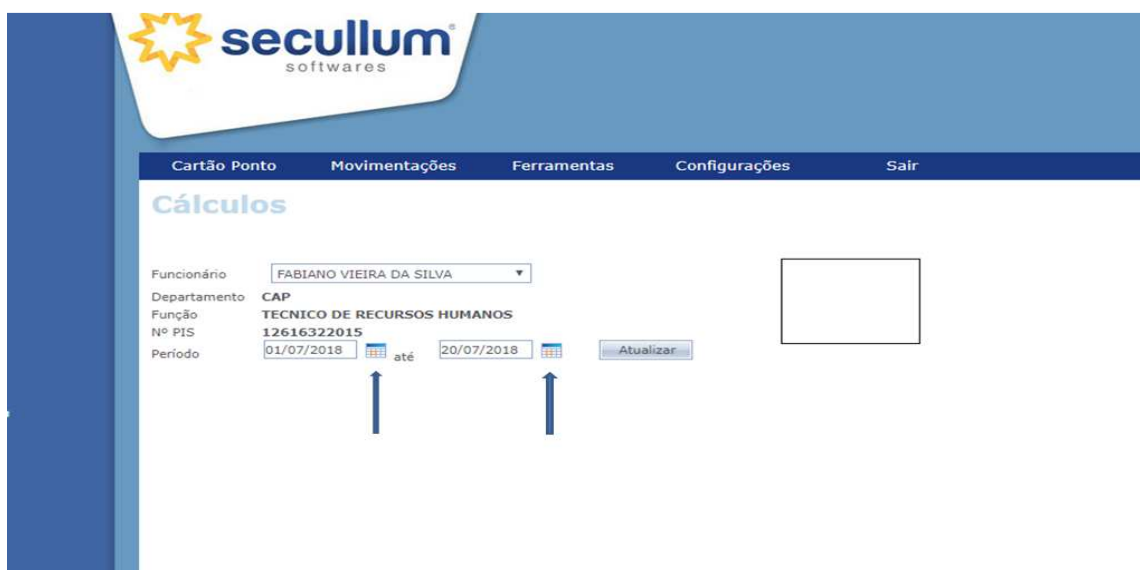 secullum
softwares
Cartão Ponto Movimentações Ferramentas Configurações Sair
Cálculos
Funcionário FABIANO VIEIRA DA SILVA
Departamento CAP
Função TECNICO DE RECURSOS HUMANOS
Nº PIS 12616322015
Período 01/07/2018 até 20/07/2018 Atualizar